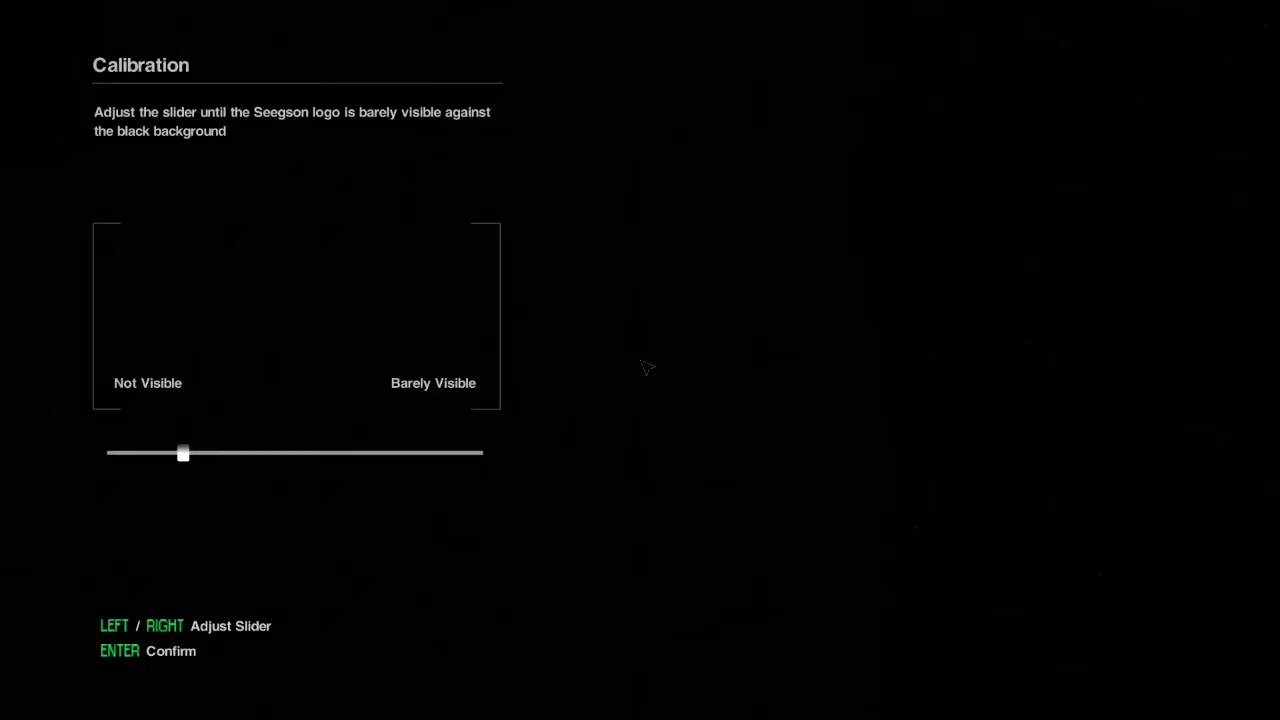 Calibration
Adjust the slider until the Seegson logo is barely visible against
the black background
Not Visible Barely Visible
LEFT / RIGHT Adjust Slider
ENTER Confirm